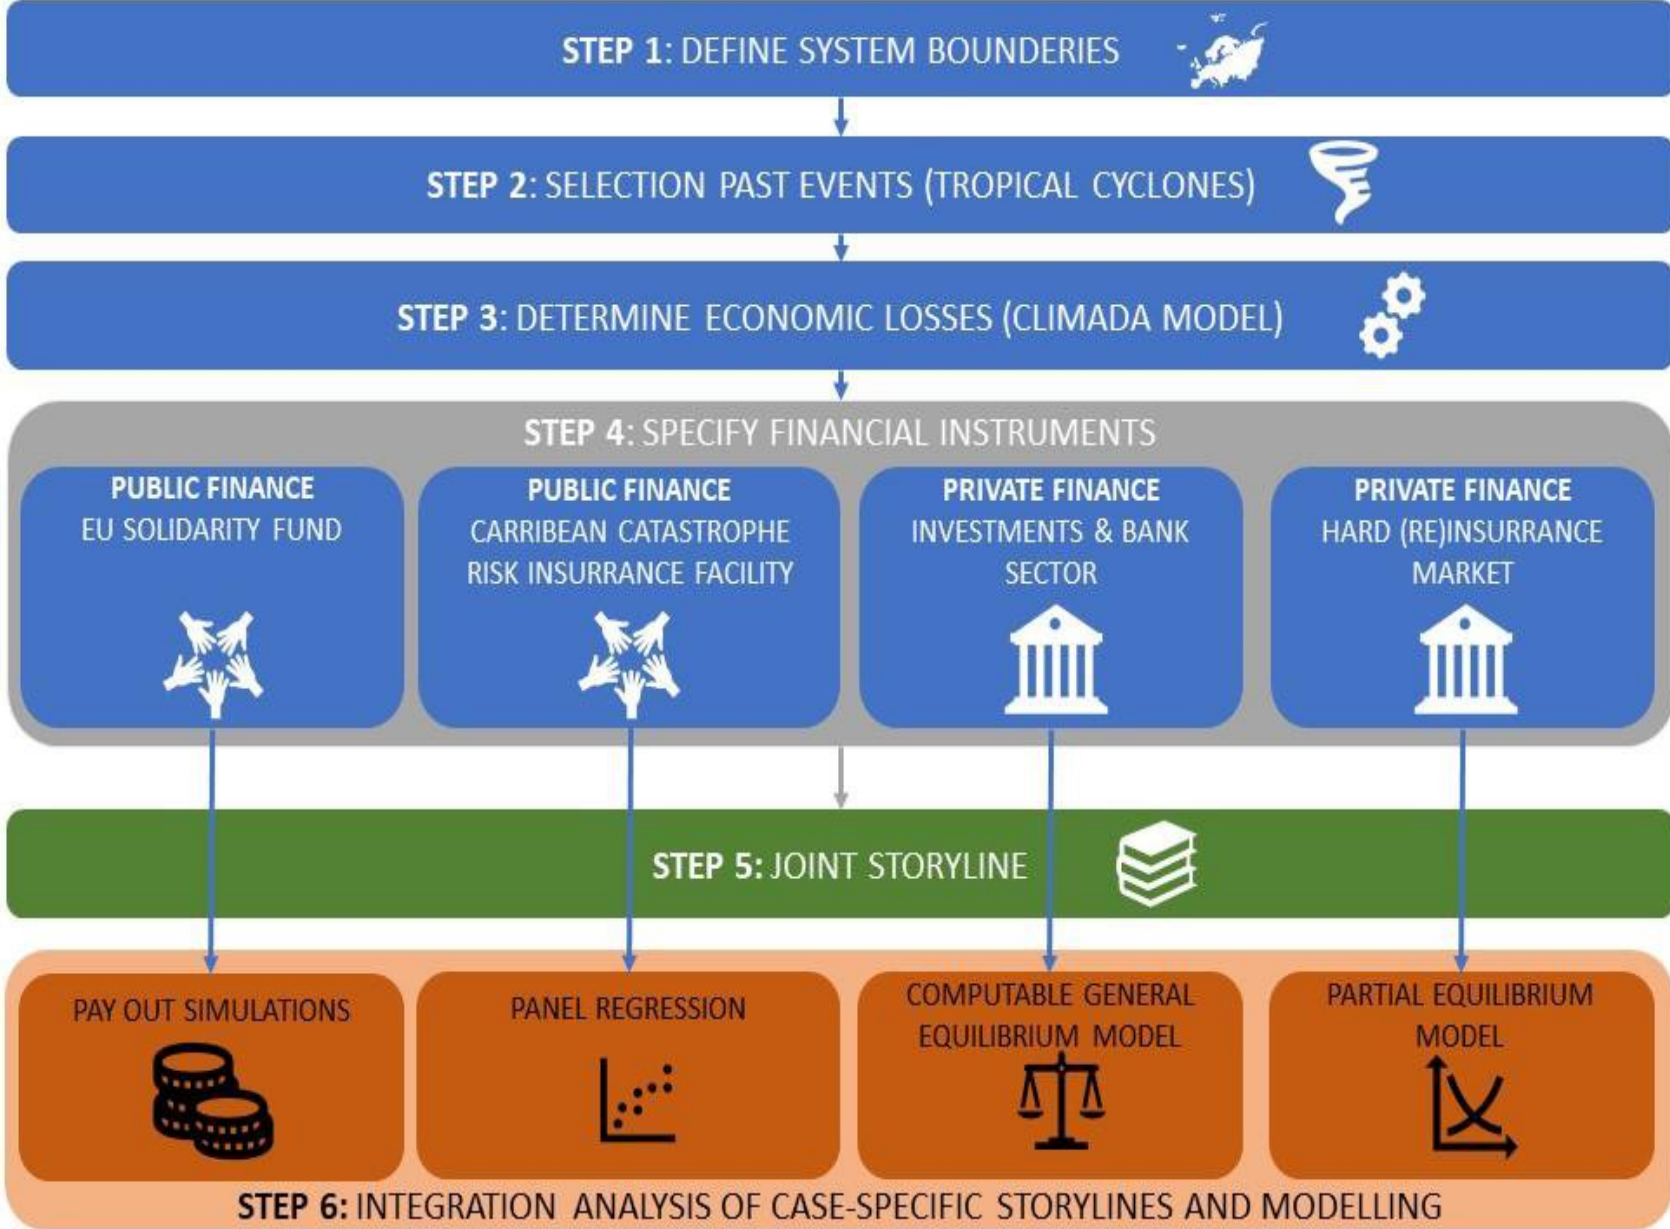 STEP 1: DEFINE SYSTEM BOUNDERIES
STEP 2: SELECTION PAST EVENTS (TROPICAL CYCLONES)
STEP 3: DETERMINE ECONOMIC LOSSES (CLIMADA MODEL)
STEP 4: SPECIFY FINANCIAL INSTRUMENTS
PUBLIC FINANCE
EU SOLIDARITY FUND
PUBLIC FINANCE
CARRIBEAN CATASTROPHE
RISK INSURRANCE FACILITY
PRIVATE FINANCE
INVESTMENTS & BANK
SECTOR
PRIVATE FINANCE
HARD (RE)INSURRANCE
MARKET
STEP 5: JOINT STORYLINE
PAY OUT SIMULATIONS
PANEL REGRESSION
COMPUTABLE GENERAL
EQUILIBRIUM MODEL
PARTIAL EQUILIBRIUM
MODEL
STEP 6: INTEGRATION ANALYSIS OF CASE-SPECIFIC STORYLINES AND MODELLING